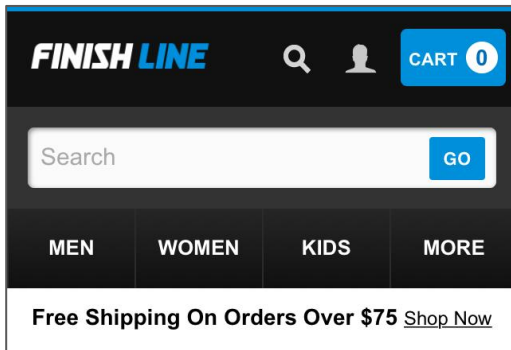 FINISH LINE CART 0
Search GO
MEN WOMEN KIDS MORE
Free Shipping On Orders Over $75 Shop Now